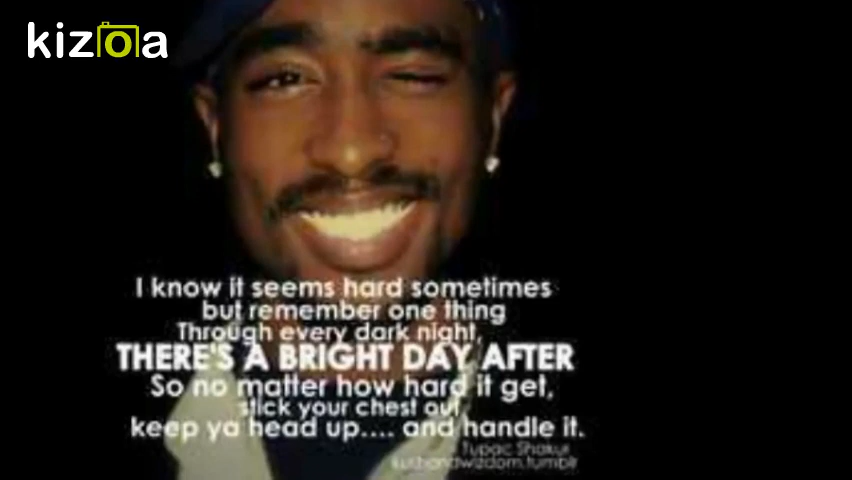 kizoa
I know it seems hard sometimes
but remember one thing
Through every dark night,
THERE'S A BRIGHT DAY AFTER
So no matter how hard it get,
stick your chest out,
keep ya head up.... and handle it.
Tupac Shakur
kushandwizdom.tumblr